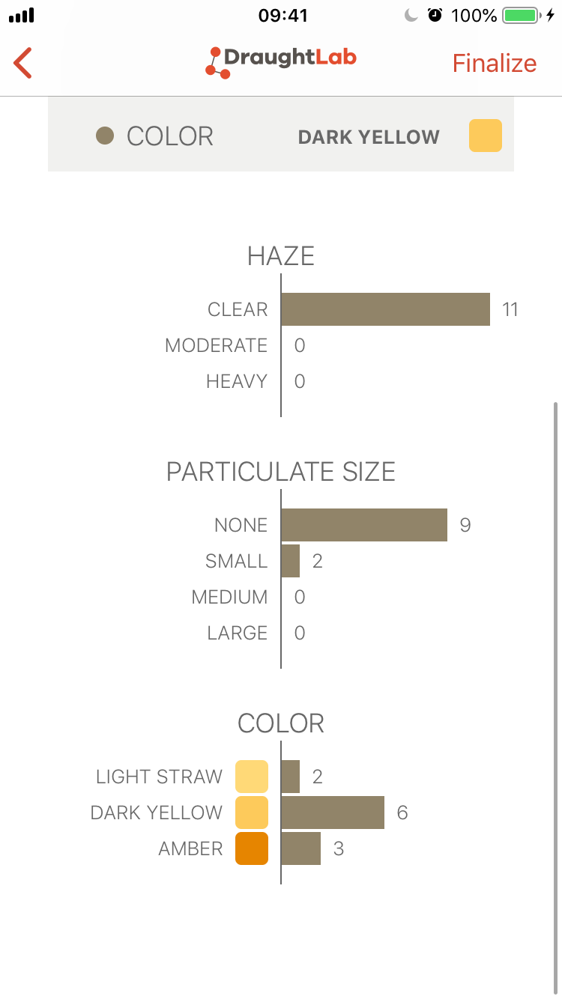 09:41
100%
DraughtLab
Finalize
COLOR DARK YELLOW
HAZE
CLEAR 11
MODERATE 0
HEAVY 0
PARTICULATE SIZE
NONE 9
SMALL 2
MEDIUM 0
LARGE 0
COLOR
LIGHT STRAW 2
DARK YELLOW 6
AMBER 3